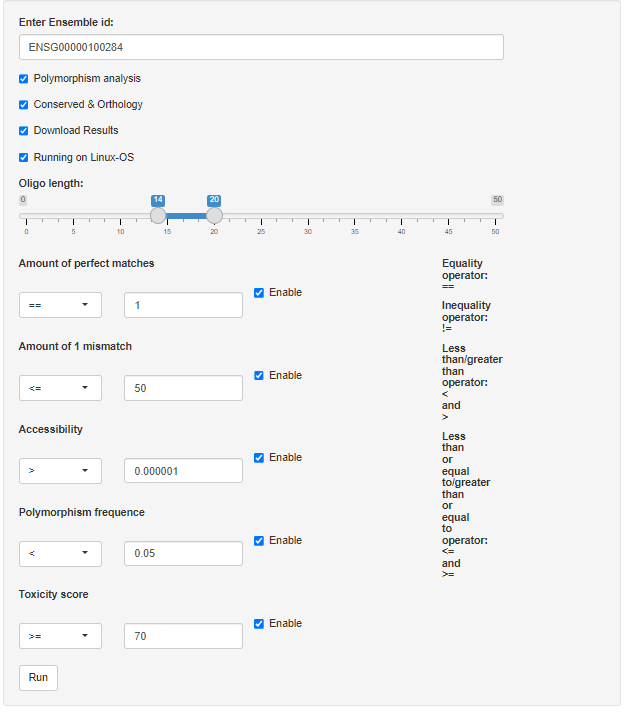 Enter Ensemble id:
ENSG00000100284
Polymorphism analysis
Conserved & Orthology
Download Results
Running on Linux-OS
Oligo length:
0 14 20 50
0 5 10 15 20 25 30 35 40 45 50
Amount of perfect matches
== 1 Enable
Amount of 1 mismatch
<= 50 Enable
Accessibility
> 0.000001 Enable
Polymorphism frequence
< 0.05 Enable
Toxicity score
>= 70 Enable
Run
Equality
operator:
==
Inequality
operator:
!=
Less
than/greater
than
operator:
<
and
>
Less
than
or
equal
to/greater
than
or
equal
to
operator:
<=
and
>=